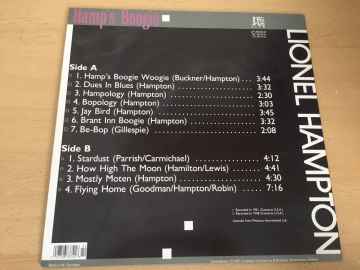 Hamp's Boogie
Side A
1. Hamp's Boogie Woogie (Buckner/Hampton) . . . 3:44
2. Dues In Blues (Hampton) . . . . . . . . . . . . . . . . . 3:32
3. Hampology (Hampton) . . . . . . . . . . . . . . . . . . 2:30
4. Bopology (Hampton) . . . . . . . . . . . . . . . . . . . 3:03
5. Jay Bird (Hampton) . . . . . . . . . . . . . . . . . . . . . 3:45
6. Brant Inn Boogie (Hampton) . . . . . . . . . . . . . . 3:32
7. Be-Bop (Gillespie) . . . . . . . . . . . . . . . . . . . . . . 2:08
Side B
1. Stardust (Parrish/Carmichael) . . . . . . . . . . . . . . 4:12
2. How High The Moon (Hamilton/Lewis) . . . . . . . 4:41
3. Mostly Moten (Hampton) . . . . . . . . . . . . . . . . 4:30
4. Flying Home (Goodman/Hampton/Robin) . . . . . 7:16
LIONEL HAMPTON